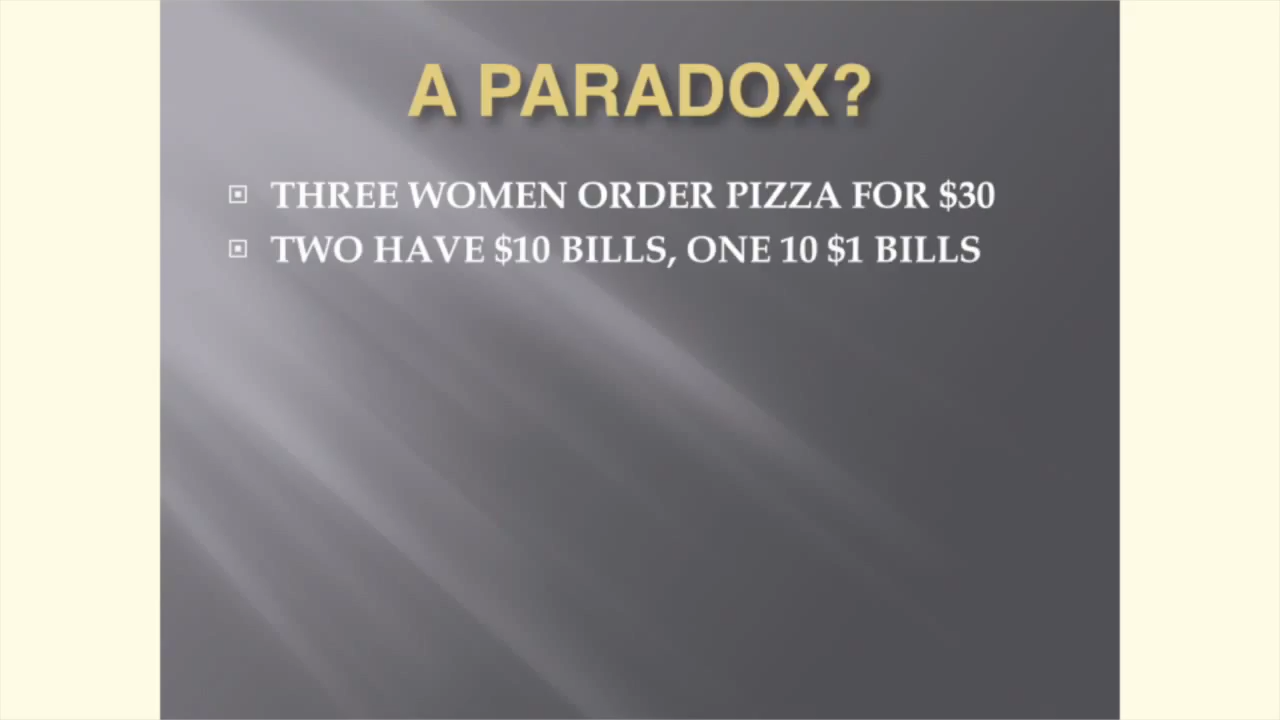 A PARADOX?
THREE WOMEN ORDER PIZZA FOR $30
TWO HAVE $10 BILLS, ONE 10 $1 BILLS